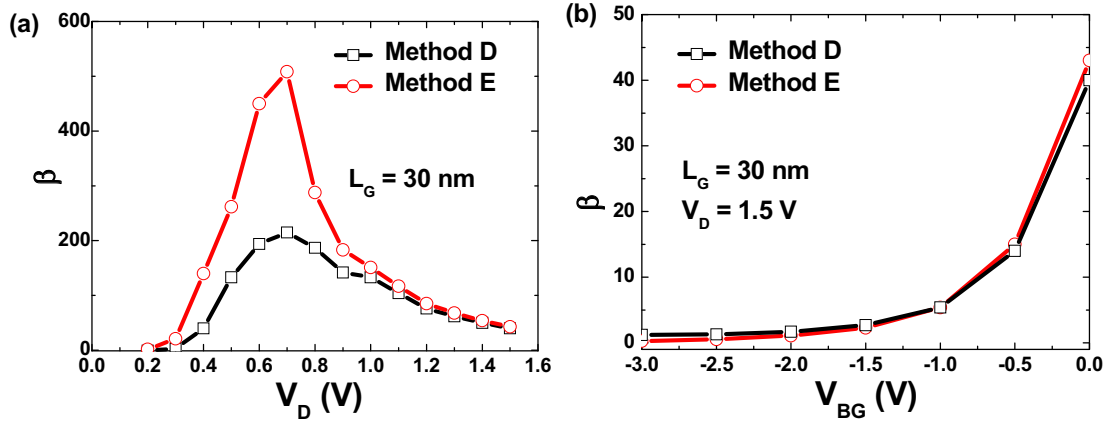 (a)
Method D
Method E
L_G = 30 nm
β
600
400
200
0
0.0 0.2 0.4 0.6 0.8 1.0 1.2 1.4 1.6
V_D (V)
(b)
Method D
Method E
L_G = 30 nm
V_D = 1.5 V
β
50
40
30
20
10
0
-3.0 -2.5 -2.0 -1.5 -1.0 -0.5 0.0
V_BG (V)